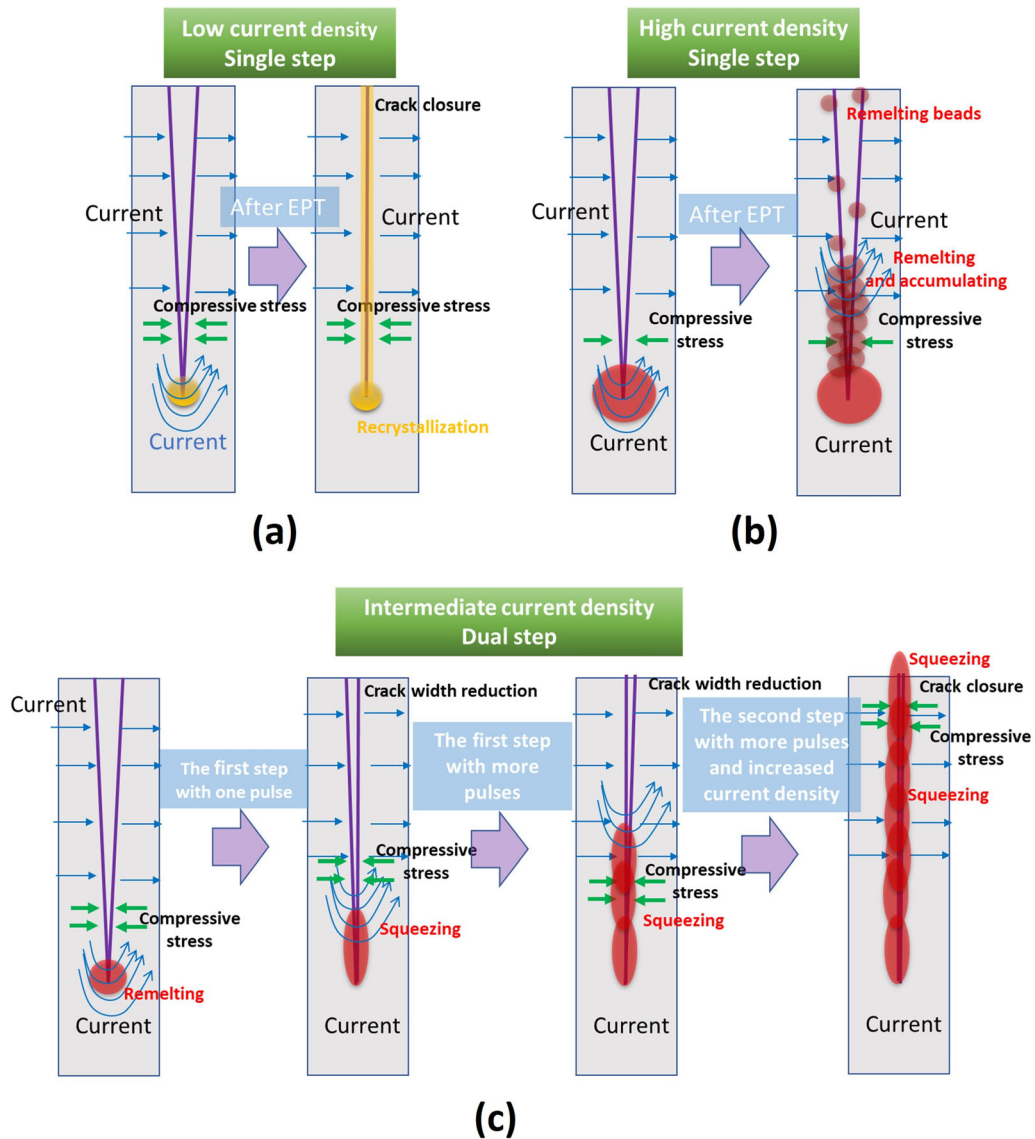 Low current density
Single step
High current density
Single step
Crack closure
Remelting beads
Current
After EPT
Current
Current
After EPT
Current
Remelting
and accumulating
Compressive stress
Compressive stress
Compressive
stress
Compressive
stress
Current
Recrystallization
Current
Current
(a)
(b)
Intermediate current density
Dual step
Squeezing
Current
Crack width reduction
Crack width reduction
Crack closure
The first step
with one pulse
The first step
with more
pulses
The second step
with more pulses
and increased
current density
Compressive
stress
Squeezing
Compressive
stress
Compressive
stress
Compressive
stress
Squeezing
Squeezing
Remelting
Current
Current
Current
Current
(c)